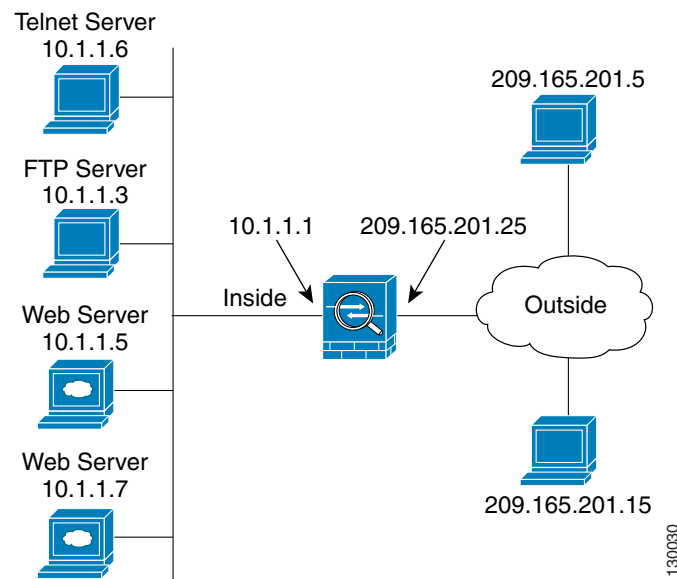 Telnet Server
10.1.1.6
209.165.201.5
FTP Server
10.1.1.3
10.1.1.1
209.165.201.25
Inside
Outside
Web Server
10.1.1.5
Web Server
10.1.1.7
209.165.201.15
130030